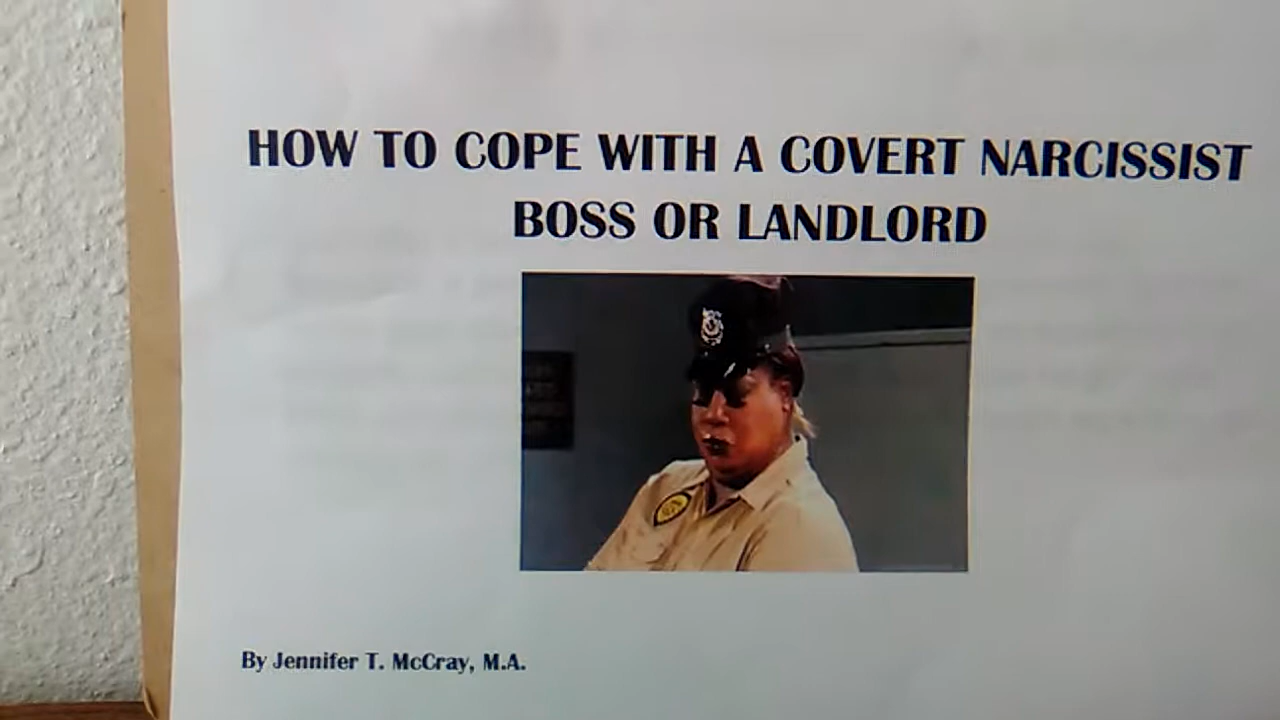 HOW TO COPE WITH A COVERT NARCISSIST
BOSS OR LANDLORD
By Jennifer T. McCray, M.A.